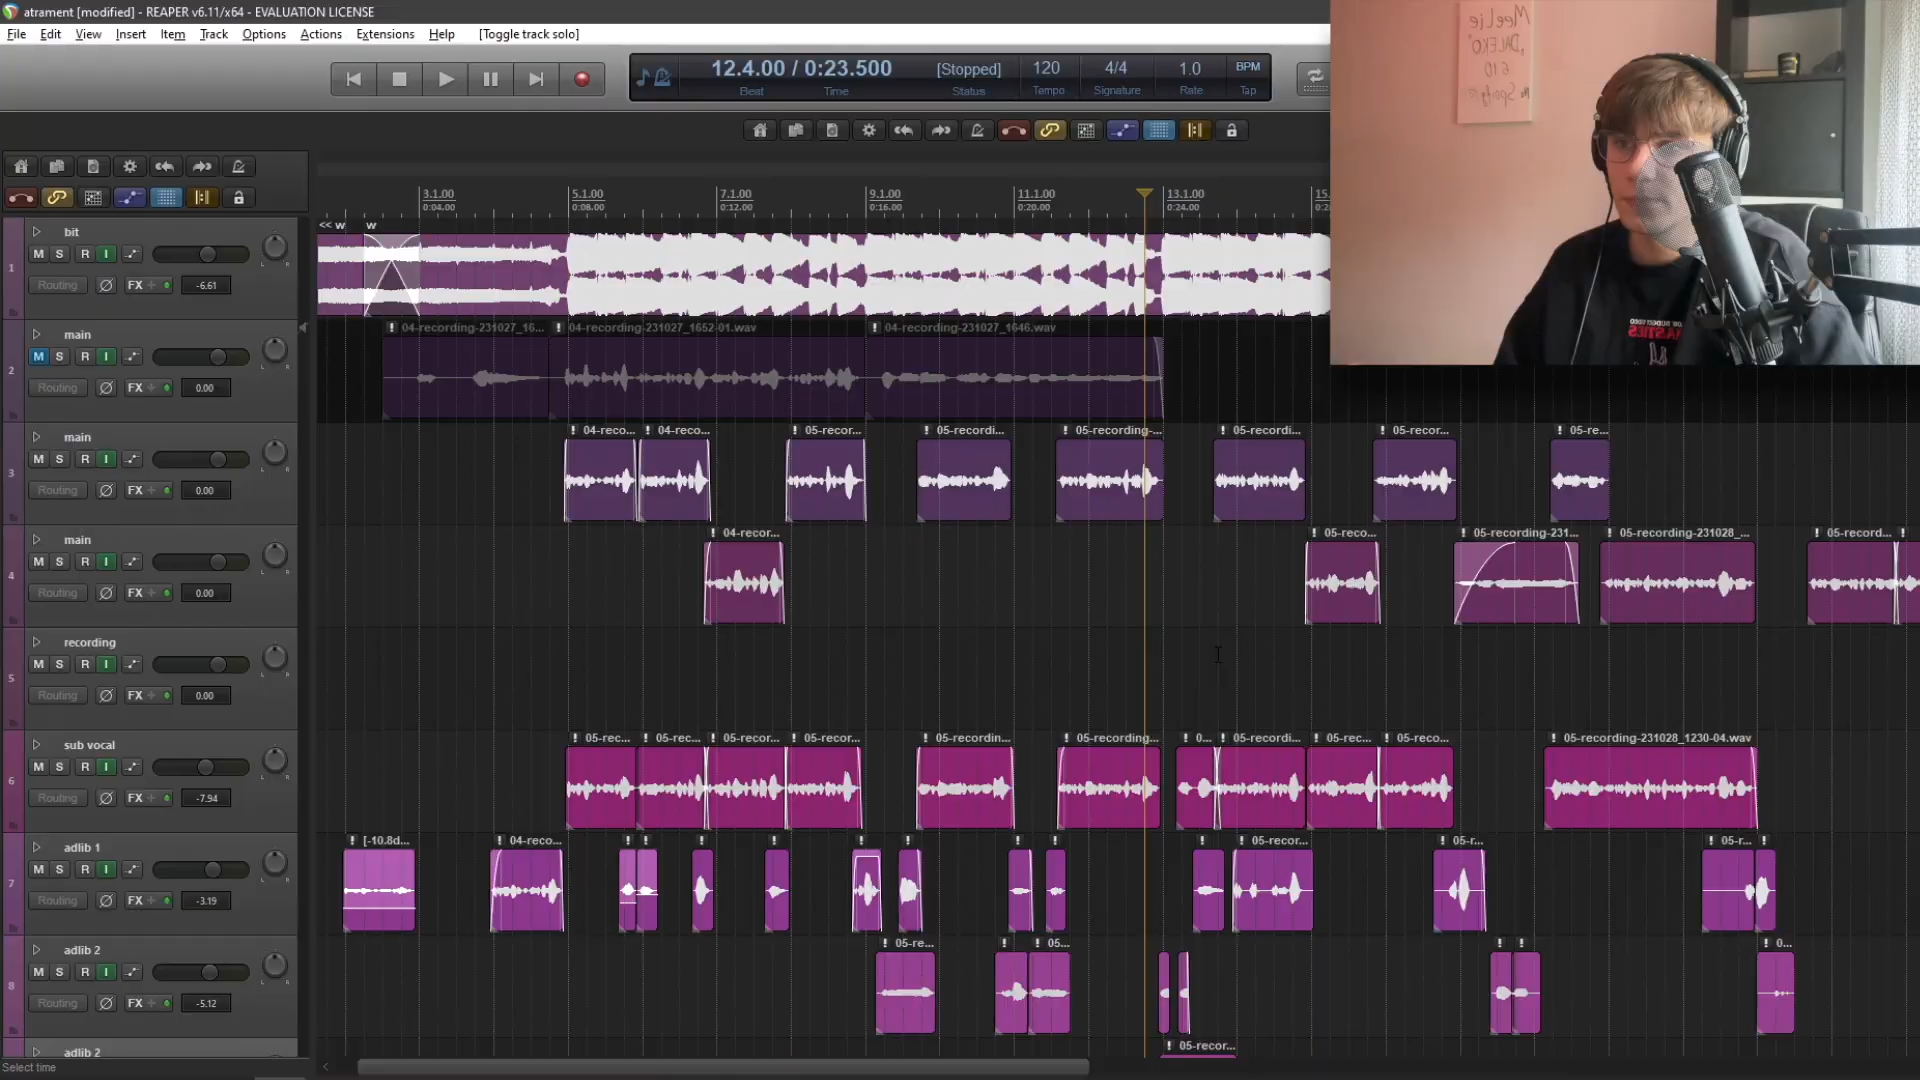 atrament [modified] - REAPER v6.11/x64 - EVALUATION LICENSE
File Edit View Insert Item Track Options Actions Extensions Help [Toggle track solo]
12.4.00 / 0:23.500 [Stopped] 120 4/4 1.0 BPM
Beat Time Status Tempo Signature Rate Tap
MeeLje
"DALEKO"
3.1.00 5.1.00 7.1.00 9.1.00 11.1.00 13.1.00 15.
0:04.00 0:08.00 0:12.00 0:16.00 0:20.00 0:24.00
<< w w
1 bit
M S R I
Routing FX -6.61
2 main
M S R I
Routing FX 0.00
04-recording-231027_16... 04-recording-231027_1652-01.wav 04-recording-231027_1646.wav
3 main
M S R I
Routing FX 0.00
04-reco... 04-reco... 05-recor... 05-recordi... 05-recording-... 05-recordi... 05-recor... 05-re...
4 main
M S R I
Routing FX 0.00
04-recor... 05-reco... 05-recording-231... 05-recording-231028_... 05-record...
5 recording
M S R I
Routing FX 0.00
6 sub vocal
M S R I
Routing FX -7.94
05-rec... 05-rec... 05-recor... 05-recor... 05-recordin... 05-recording... 0... 05-recordi... 05-rec... 05-reco... 05-recording-231028_1230-04.wav
7 adlib 1
M S R I
Routing FX -3.19
[-10.8d... 04-reco... 05-recor... 05-r... 05-r...
8 adlib 2
M S R I
Routing FX -5.12
05-re... 05... 0...
adlib 2
05-recor...
Select time